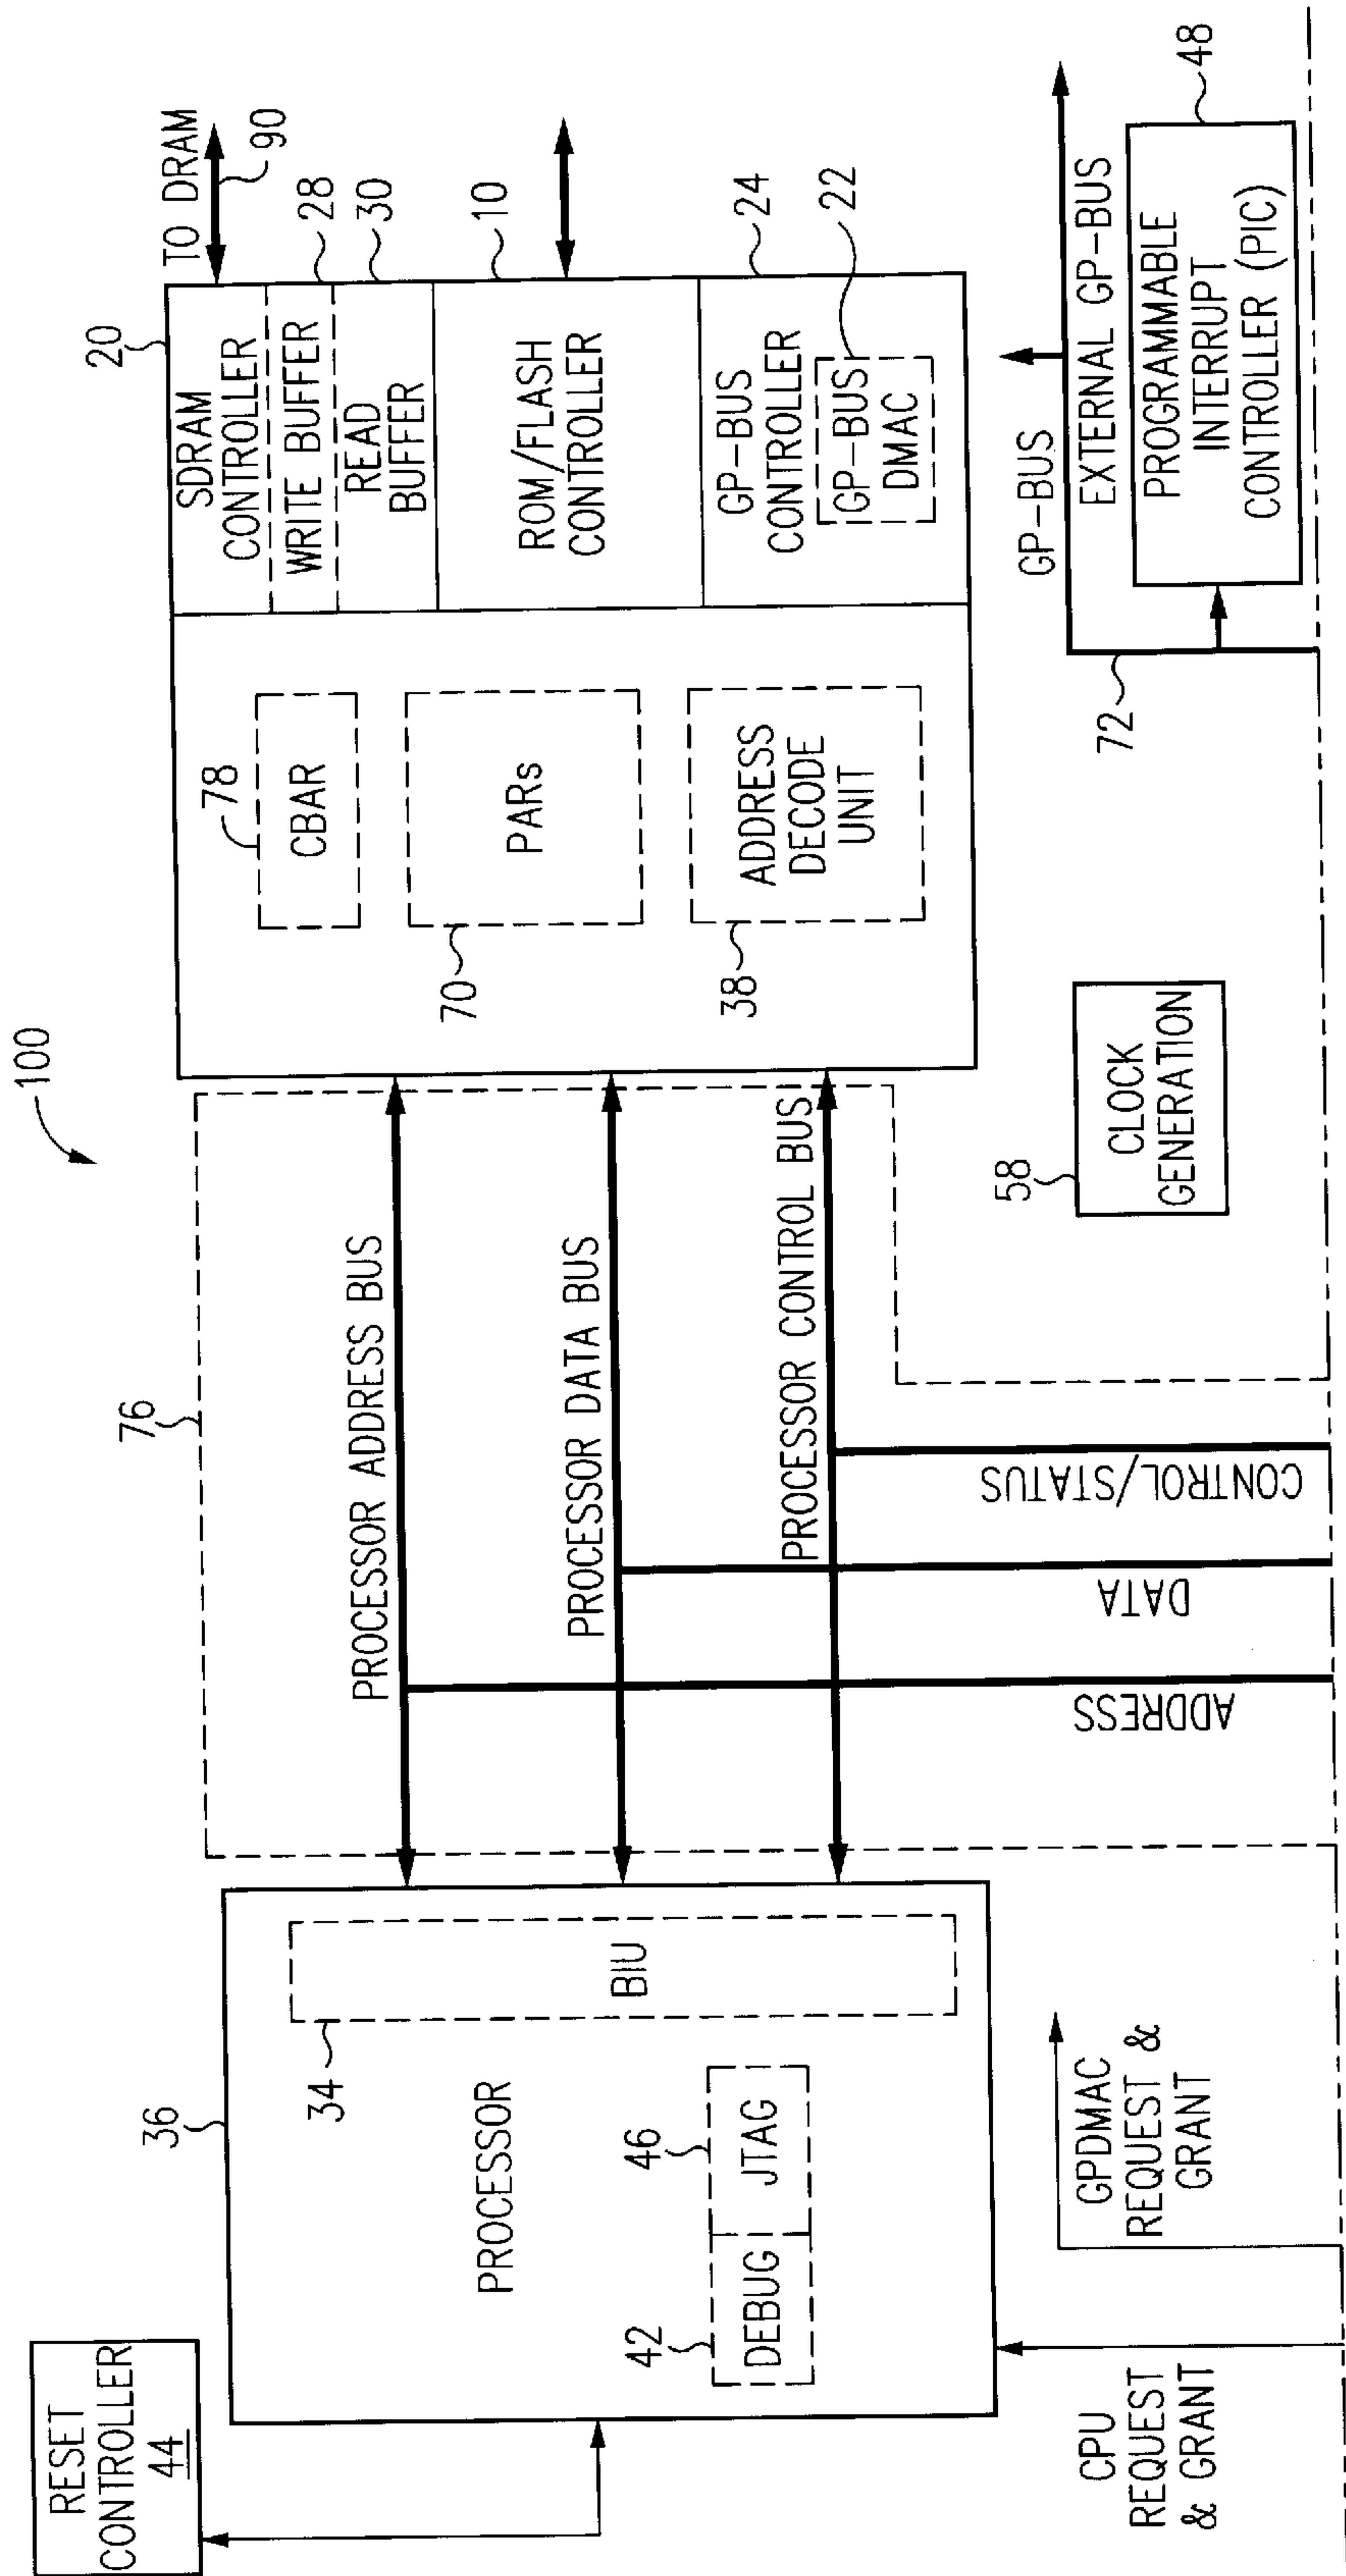 100
RESET
CONTROLLER
44
36
PROCESSOR
34
BIU
42
DEBUG
46
JTAG
CPU
REQUEST
& GRANT
GPDMAC
REQUEST &
GRANT
76
PROCESSOR ADDRESS BUS
PROCESSOR DATA BUS
PROCESSOR CONTROL BUS
ADDRESS
DATA
CONTROL/STATUS
58
CLOCK
GENERATION
78
CBAR
70
PARs
38
ADDRESS
DECODE
UNIT
20
SDRAM
CONTROLLER
WRITE BUFFER
READ
BUFFER
ROM/FLASH
CONTROLLER
GP-BUS
CONTROLLER
GP-BUS
DMAC
TO DRAM
90
28
30
10
24
22
GP-BUS
EXTERNAL GP-BUS
72
PROGRAMMABLE
INTERRUPT
CONTROLLER (PIC)
48